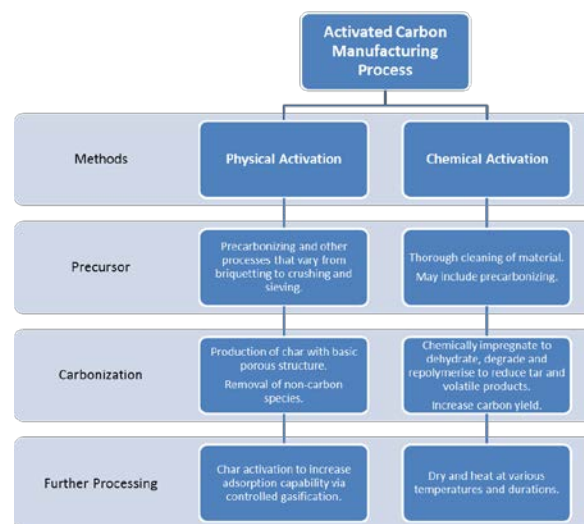 Activated Carbon
Manufacturing
Process
Methods
Physical Activation
Chemical Activation
Precursor
Precarbonizing and other
processes that vary from
briquetting to crushing and
sieving.
Thorough cleaning of material.
May include precarbonizing.
Carbonization
Production of char with basic
porous structure.
Removal of non-carbon
species.
Chemically impregnate to
dehydrate, degrade and
repolymerise to reduce tar and
volatile products.
Increase carbon yield.
Further Processing
Char activation to increase
adsorption capability via
controlled gasification.
Dry and heat at various
temperatures and durations.